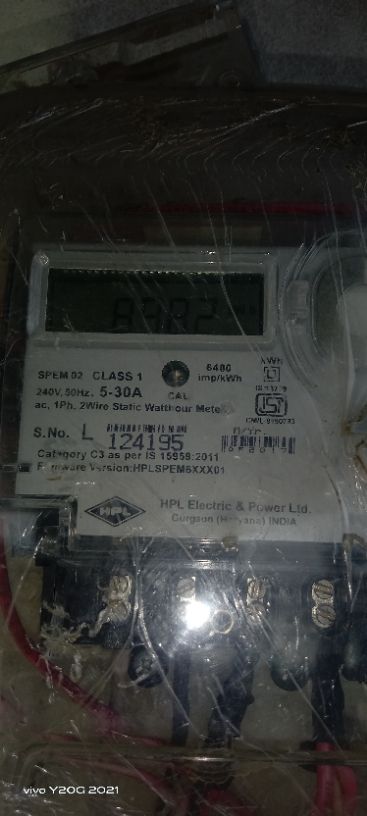 SPEM 02 CLASS 1
6400
imp/kWh
kWh
240V, 50Hz. 5-30A
CAL
ac, 1Ph. 2Wire Static Watthour Meter
S.No. L 124195
Category C3 as per IS 15959:2011
Firmware Version:HPLSPEM6XXX01
HPL
HPL Electric & Power Ltd.
Gurgaon (Haryana) INDIA
vivo Y20G 2021